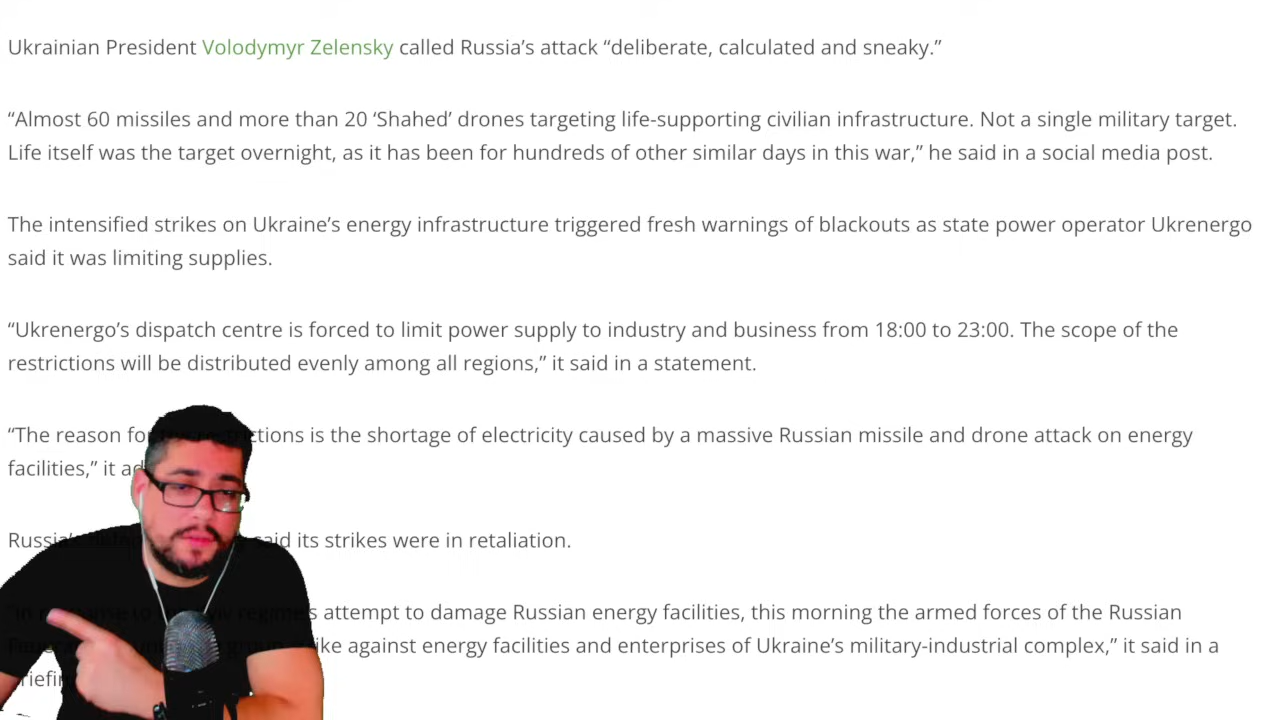 Ukrainian President Volodymyr Zelensky called Russia’s attack “deliberate, calculated and sneaky.”
“Almost 60 missiles and more than 20 ‘Shahed’ drones targeting life-supporting civilian infrastructure. Not a single military target.
Life itself was the target overnight, as it has been for hundreds of other similar days in this war,” he said in a social media post.
The intensified strikes on Ukraine’s energy infrastructure triggered fresh warnings of blackouts as state power operator Ukrenergo
said it was limiting supplies.
“Ukrenergo’s dispatch centre is forced to limit power supply to industry and business from 18:00 to 23:00. The scope of the
restrictions will be distributed evenly among all regions,” it said in a statement.
“The reason for restrictions is the shortage of electricity caused by a massive Russian missile and drone attack on energy
facilities,” it
Russia’s said its strikes were in retaliation.
“In regime’s attempt to damage Russian energy facilities, this morning the armed forces of the Russian
group strike against energy facilities and enterprises of Ukraine’s military-industrial complex,” it said in a